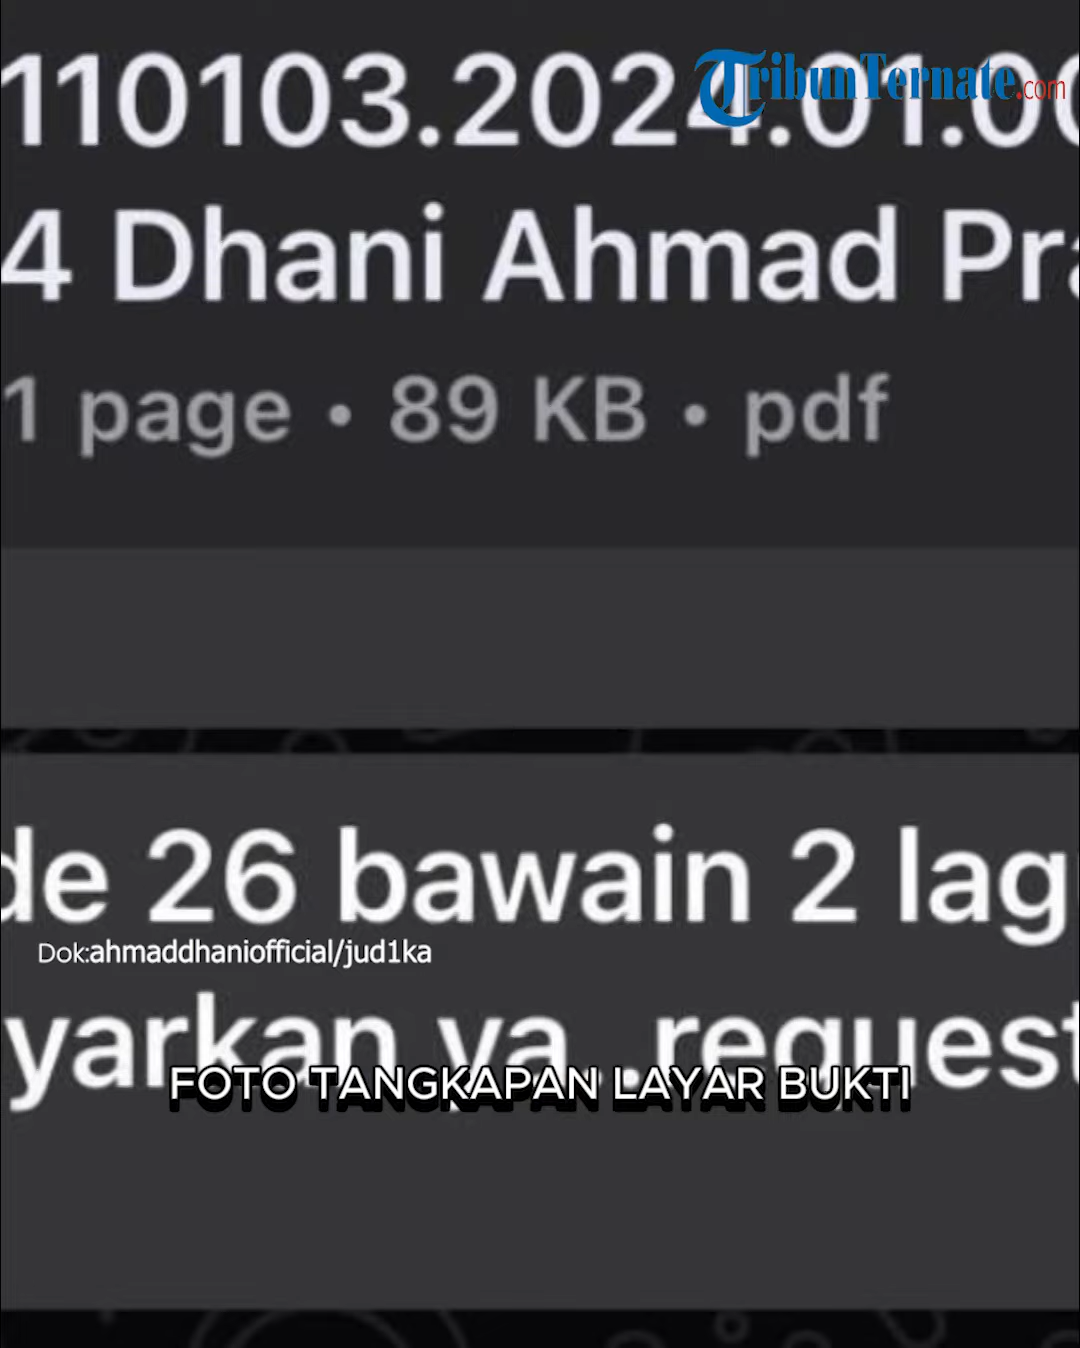 TribunTernate.com
110103.2024.01.00
4 Dhani Ahmad Pra
1 page • 89 KB • pdf
de 26 bawain 2 lag
Dok:ahmaddhaniofficial/jud1ka
yarkan ya..request
FOTO TANGKAPAN LAYAR BUKTI